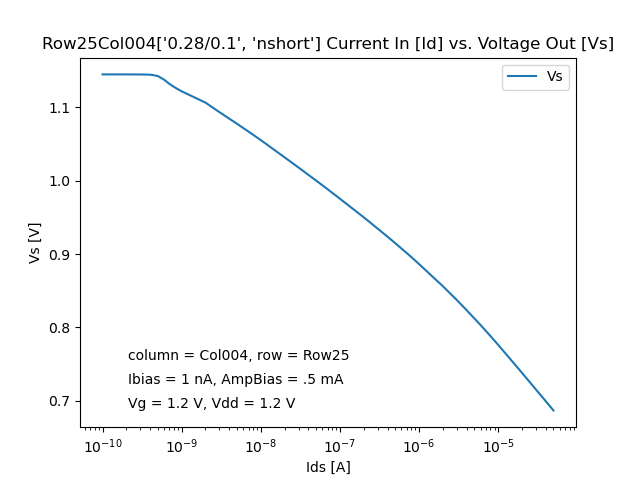 Row25Col004['0.28/0.1', 'nshort'] Current In [Id] vs. Voltage Out [Vs]
Vs
1.1
1.0
0.9
0.8
0.7
Vs [V]
column = Col004, row = Row25
Ibias = 1 nA, AmpBias = .5 mA
Vg = 1.2 V, Vdd = 1.2 V
10⁻¹⁰ 10⁻⁹ 10⁻⁸ 10⁻⁷ 10⁻⁶ 10⁻⁵
Ids [A]